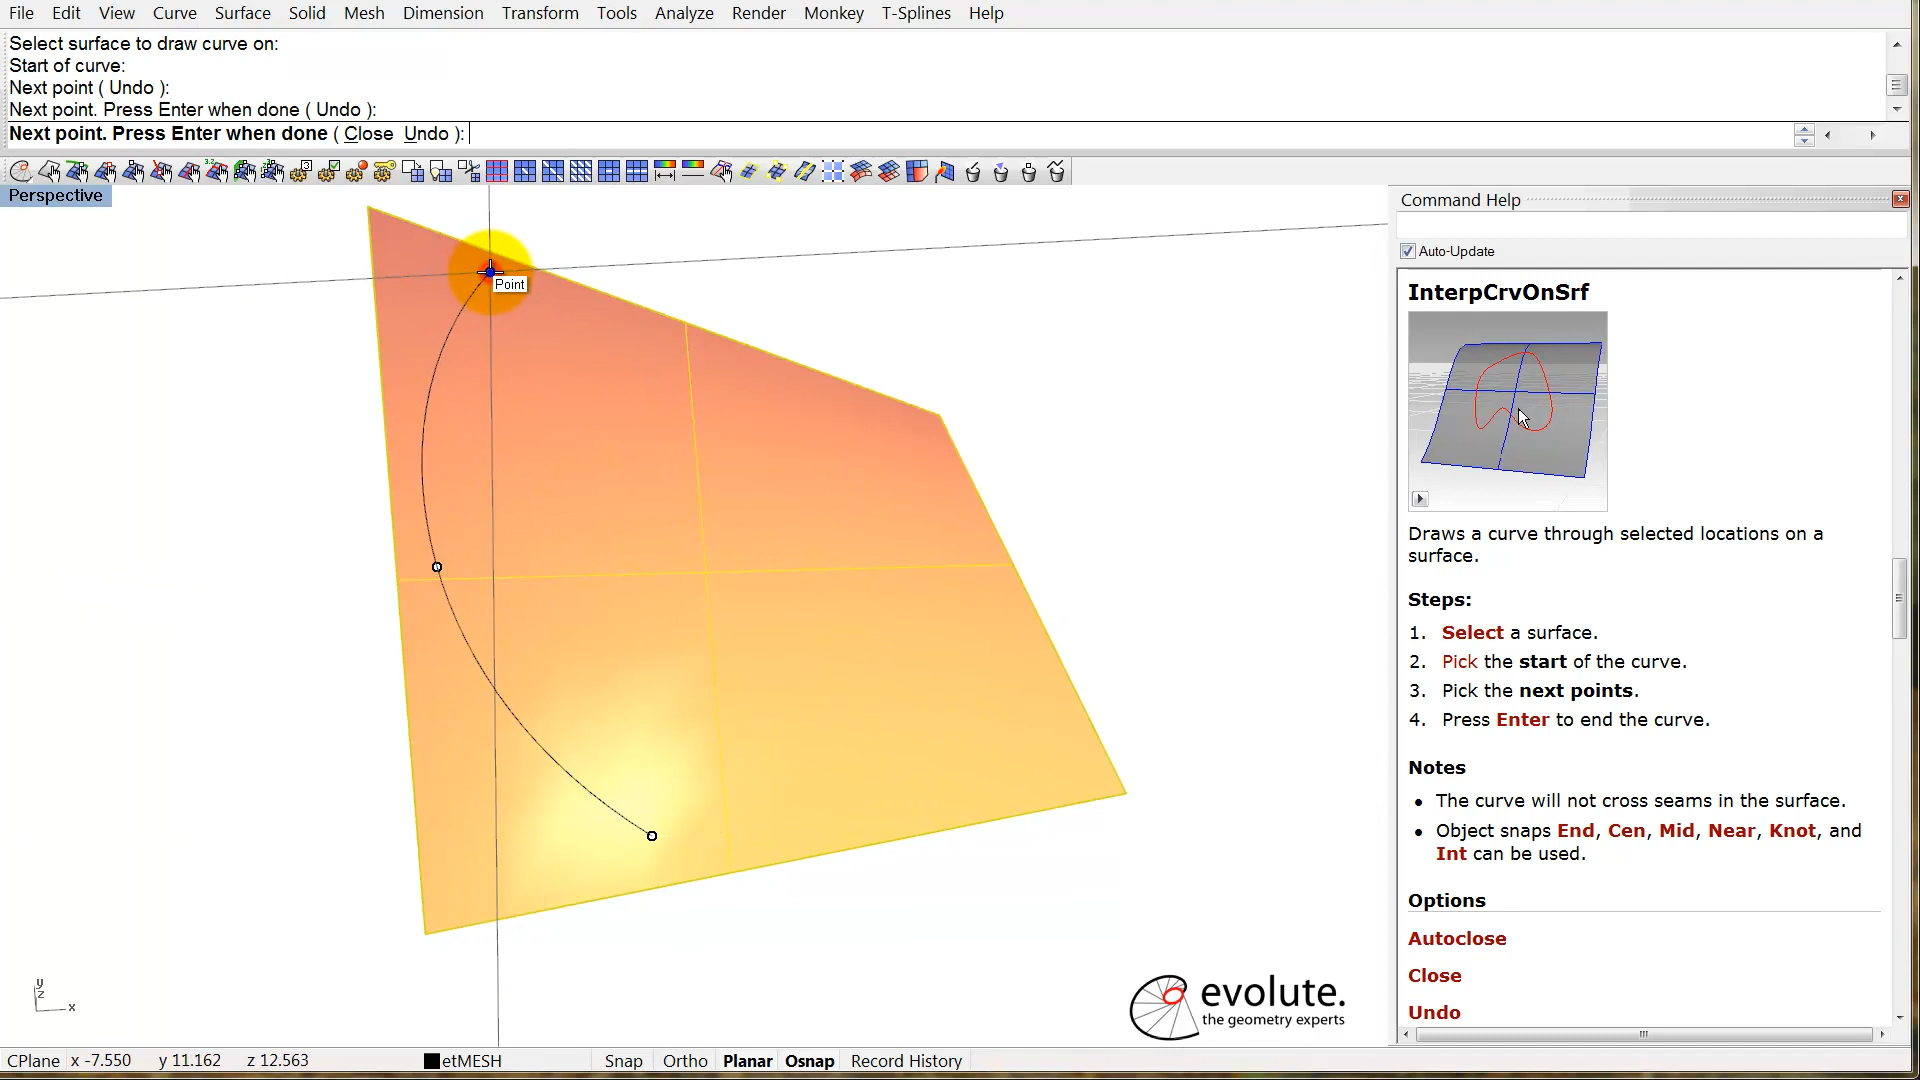 File Edit View Curve Surface Solid Mesh Dimension Transform Tools Analyze Render Monkey T-Splines Help
Select surface to draw curve on:
Start of curve:
Next point ( Undo ):
Next point. Press Enter when done ( Undo ):
Next point. Press Enter when done ( Close Undo ):
Perspective
Point
Command Help
Auto-Update
InterpCrvOnSrf
Draws a curve through selected locations on a
surface.
Steps:
1. Select a surface.
2. Pick the start of the curve.
3. Pick the next points.
4. Press Enter to end the curve.
Notes
• The curve will not cross seams in the surface.
• Object snaps End, Cen, Mid, Near, Knot, and
Int can be used.
Options
Autoclose
Close
Undo
y
z
x
evolute.
the geometry experts
CPlane x -7.550 y 11.162 z 12.563 etMESH Snap Ortho Planar Osnap Record History